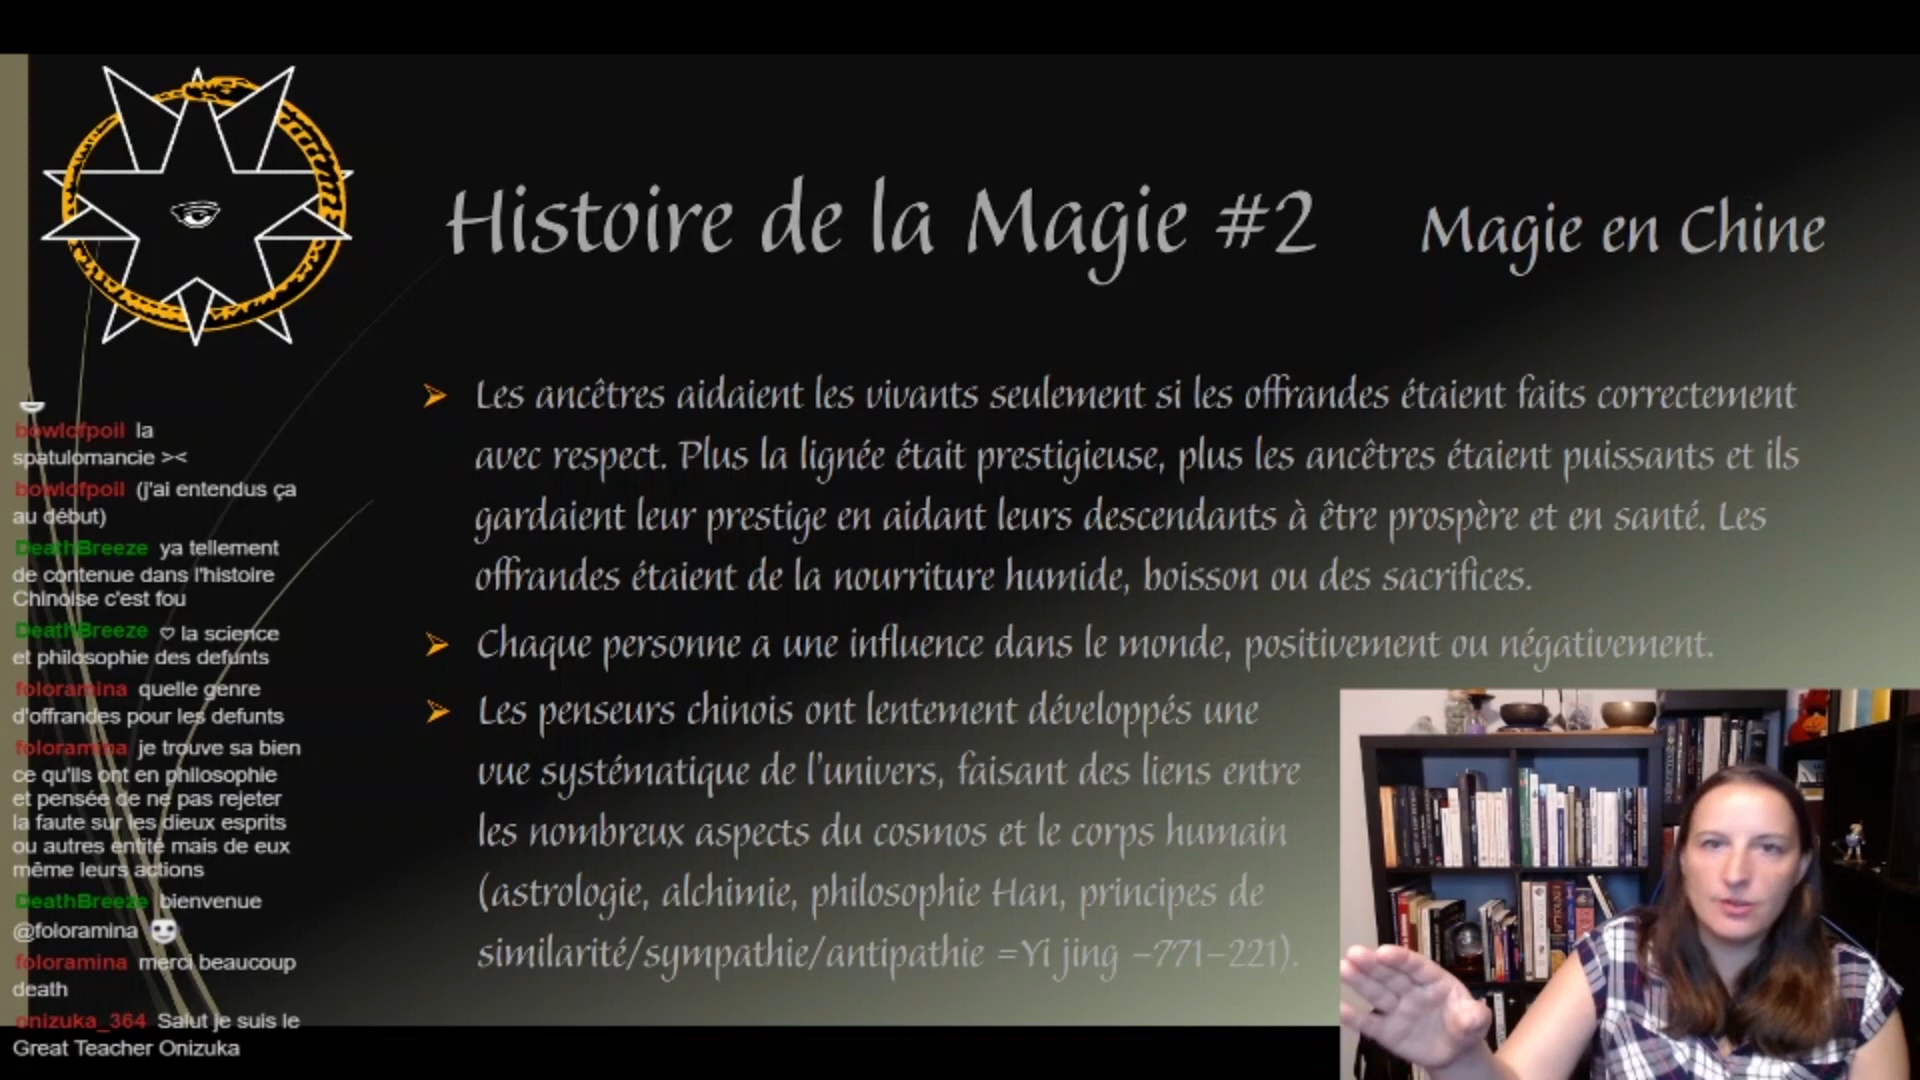 Histoire de la Magie #2 Magie en Chine
Les ancêtres aidaient les vivants seulement si les offrandes étaient faits correctement
avec respect. Plus la lignée était prestigieuse, plus les ancêtres étaient puissants et ils
gardaient leur prestige en aidant leurs descendants à être prospère et en santé. Les
offrandes étaient de la nourriture humide, boisson ou des sacrifices.
Chaque personne a une influence dans le monde, positivement ou négativement.
Les penseurs chinois ont lentement développés une
vue systématique de l'univers, faisant des liens entre
les nombreux aspects du cosmos et le corps humain
(astrologie, alchimie, philosophie Han, principes de
similarité/sympathie/antipathie =Yi jing -771-221).
bowlofpoil la
spatulomancie ><
bowlofpoil (j'ai entendus ça
au début)
DeathBreeze ya tellement
de contenue dans l'histoire
Chinoise c'est fou
DeathBreeze ♡ la science
et philosophie des defunts
foloramina quelle genre
d'offrandes pour les defunts
foloramina je trouve sa bien
ce qu'ils ont en philosophie
et pensée de ne pas rejeter
la faute sur les dieux esprits
ou autres entité mais de eux
même leurs actions
DeathBreeze bienvenue
@foloramina
foloramina merci beaucoup
death
onizuka_364 Salut je suis le
Great Teacher Onizuka